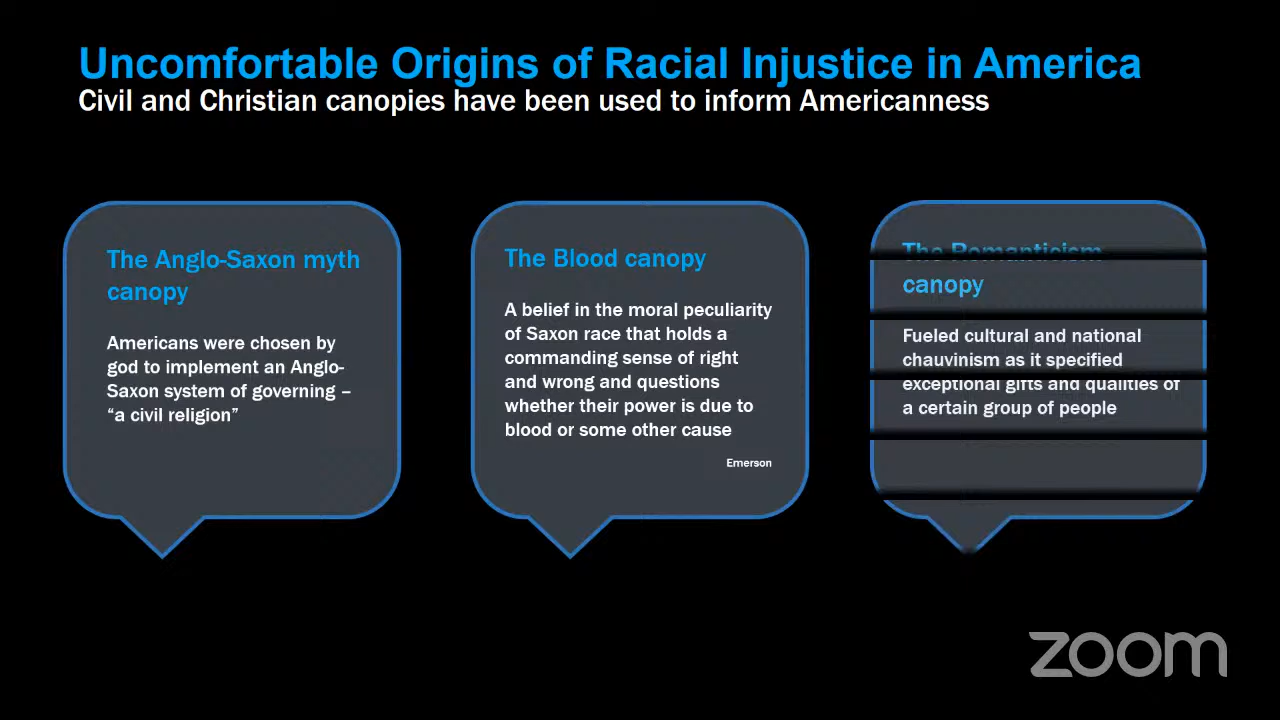 Uncomfortable Origins of Racial Injustice in America
Civil and Christian canopies have been used to inform Americanness
The Anglo-Saxon myth
canopy
Americans were chosen by
god to implement an Anglo-
Saxon system of governing –
“a civil religion”
The Blood canopy
A belief in the moral peculiarity
of Saxon race that holds a
commanding sense of right
and wrong and questions
whether their power is due to
blood or some other cause
Emerson
The Romanticism
canopy
Fueled cultural and national
chauvinism as it specified
exceptional gifts and qualities of
a certain group of people
zoom